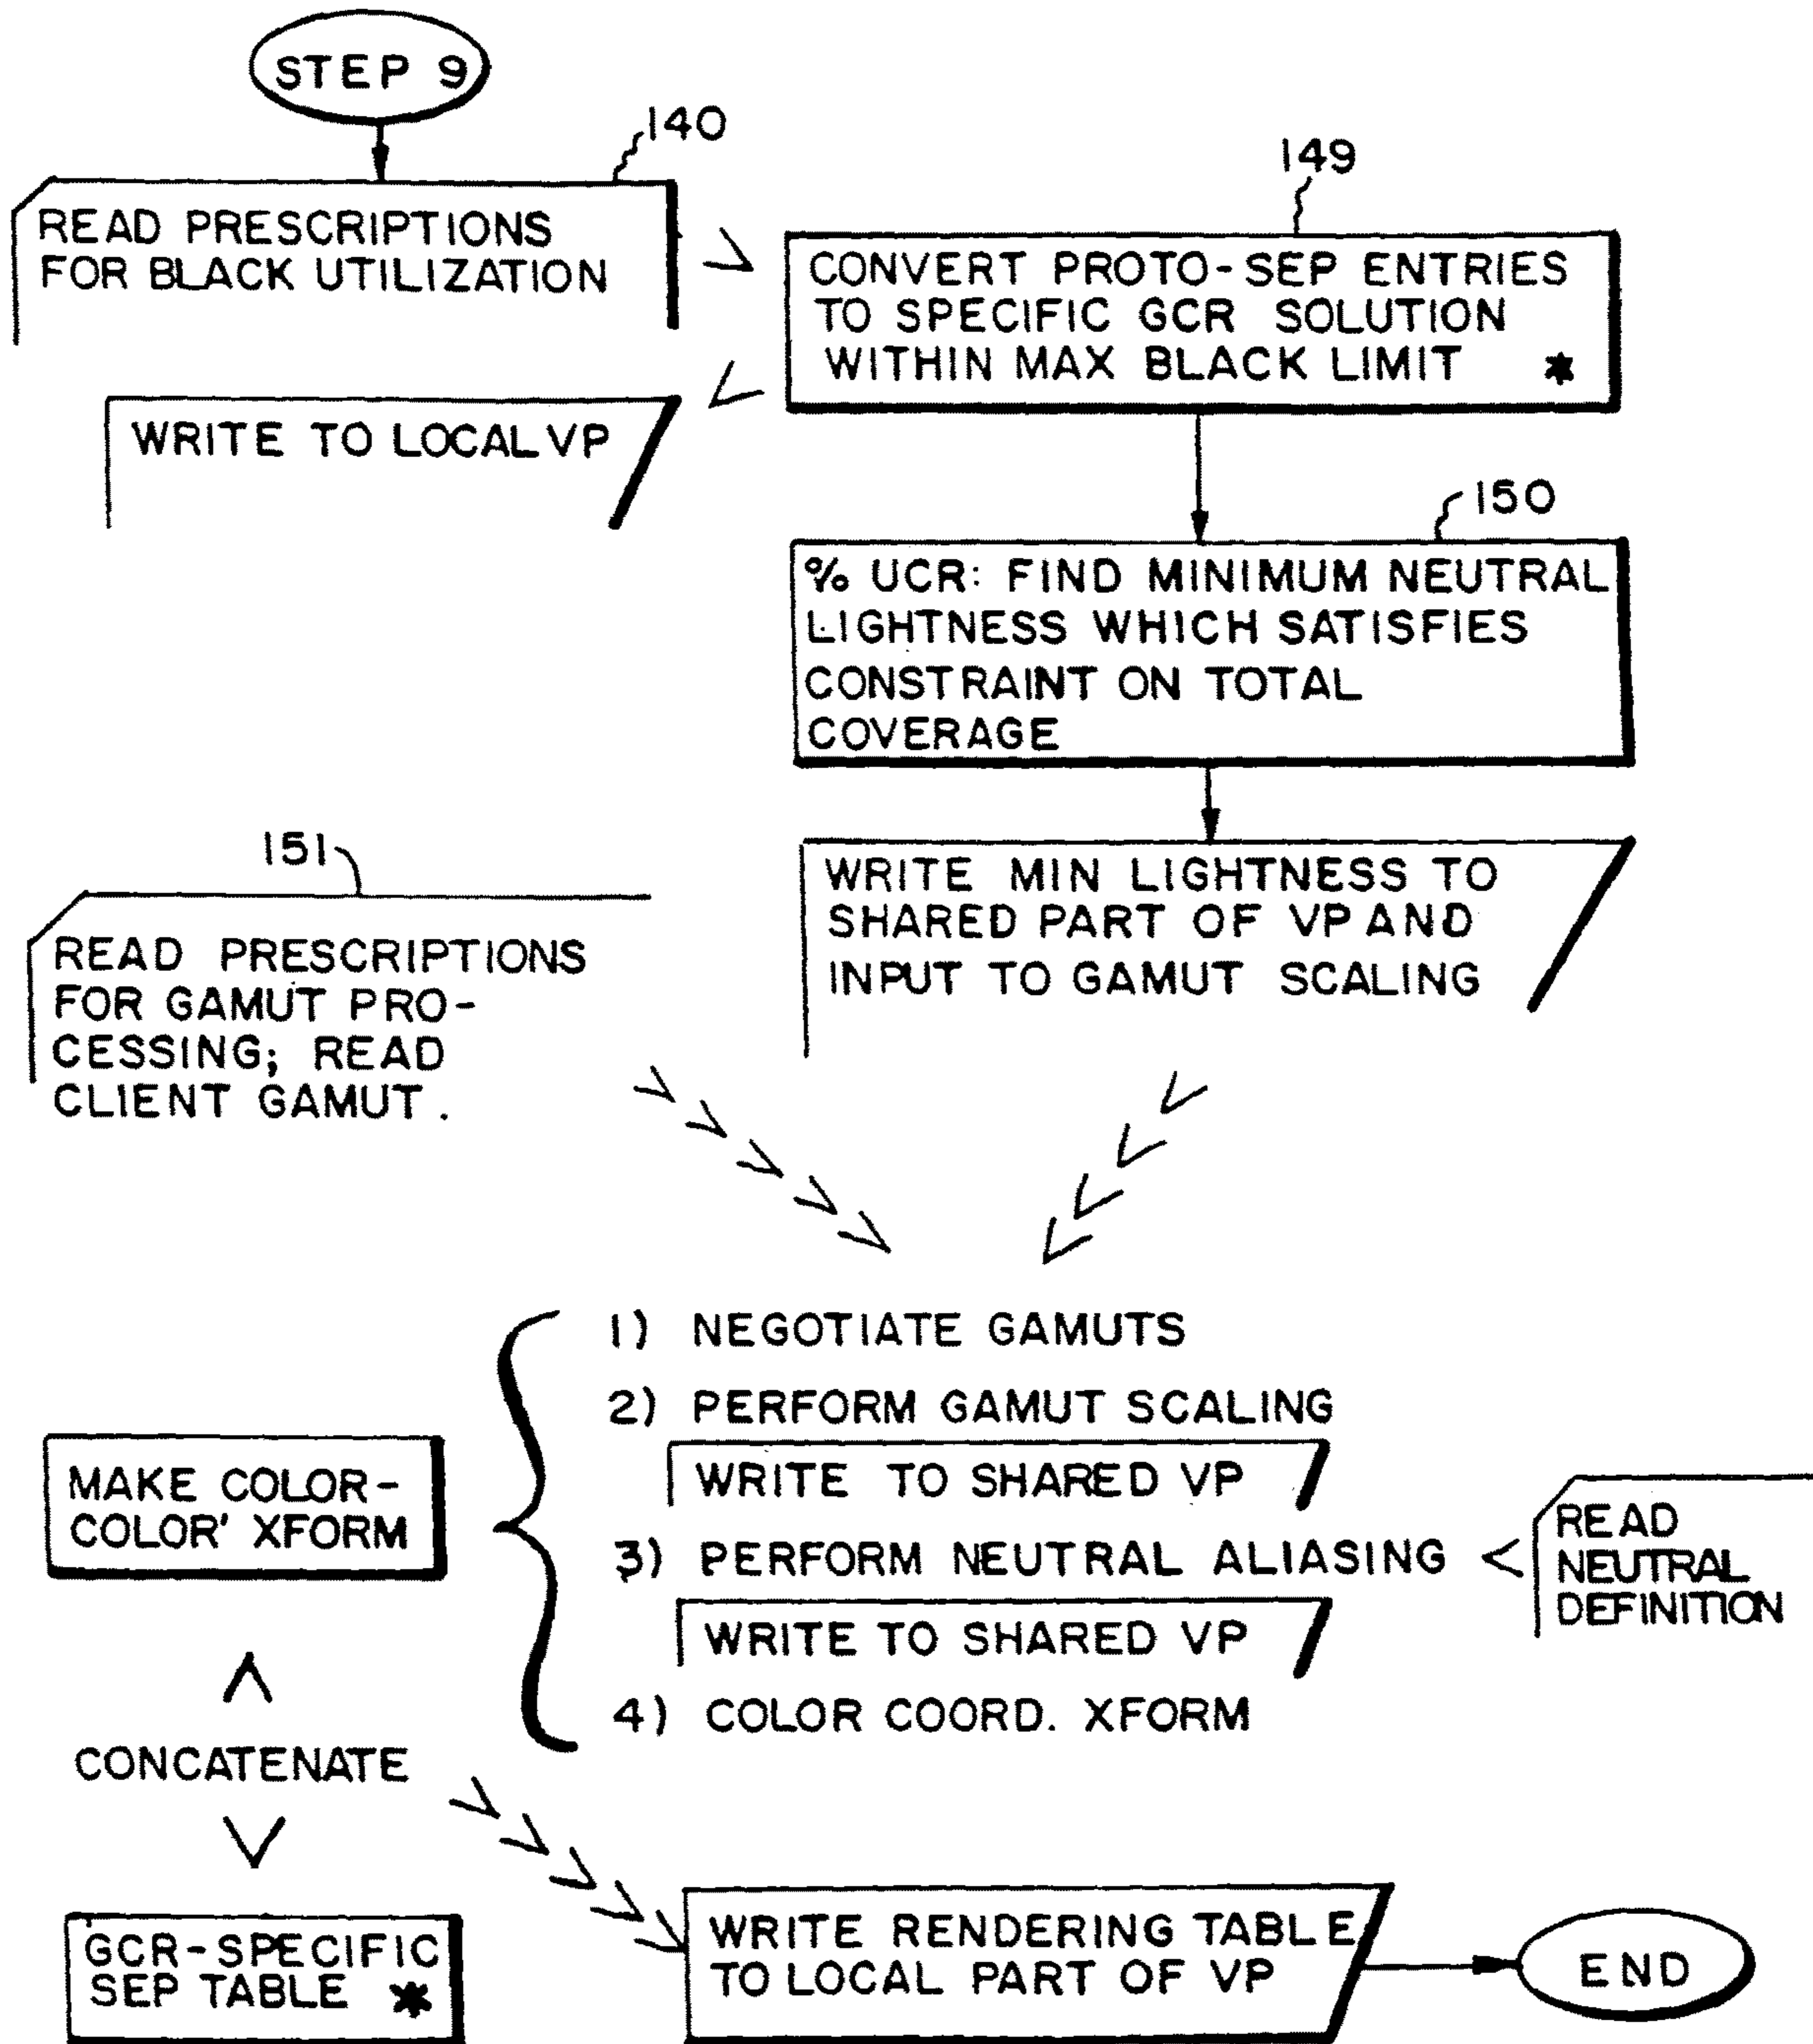 STEP 9
140
READ PRESCRIPTIONS
FOR BLACK UTILIZATION
149
CONVERT PROTO-SEP ENTRIES
TO SPECIFIC GCR SOLUTION
WITHIN MAX BLACK LIMIT *
WRITE TO LOCAL VP
150
% UCR: FIND MINIMUM NEUTRAL
LIGHTNESS WHICH SATISFIES
CONSTRAINT ON TOTAL
COVERAGE
WRITE MIN LIGHTNESS TO
SHARED PART OF VP AND
INPUT TO GAMUT SCALING
151
READ PRESCRIPTIONS
FOR GAMUT PRO-
CESSING; READ
CLIENT GAMUT.
1) NEGOTIATE GAMUTS
2) PERFORM GAMUT SCALING
WRITE TO SHARED VP
3) PERFORM NEUTRAL ALIASING
READ
NEUTRAL
DEFINITION
WRITE TO SHARED VP
4) COLOR COORD. XFORM
MAKE COLOR-
COLOR' XFORM
CONCATENATE
GCR-SPECIFIC
SEP TABLE *
WRITE RENDERING TABLE
TO LOCAL PART OF VP
END